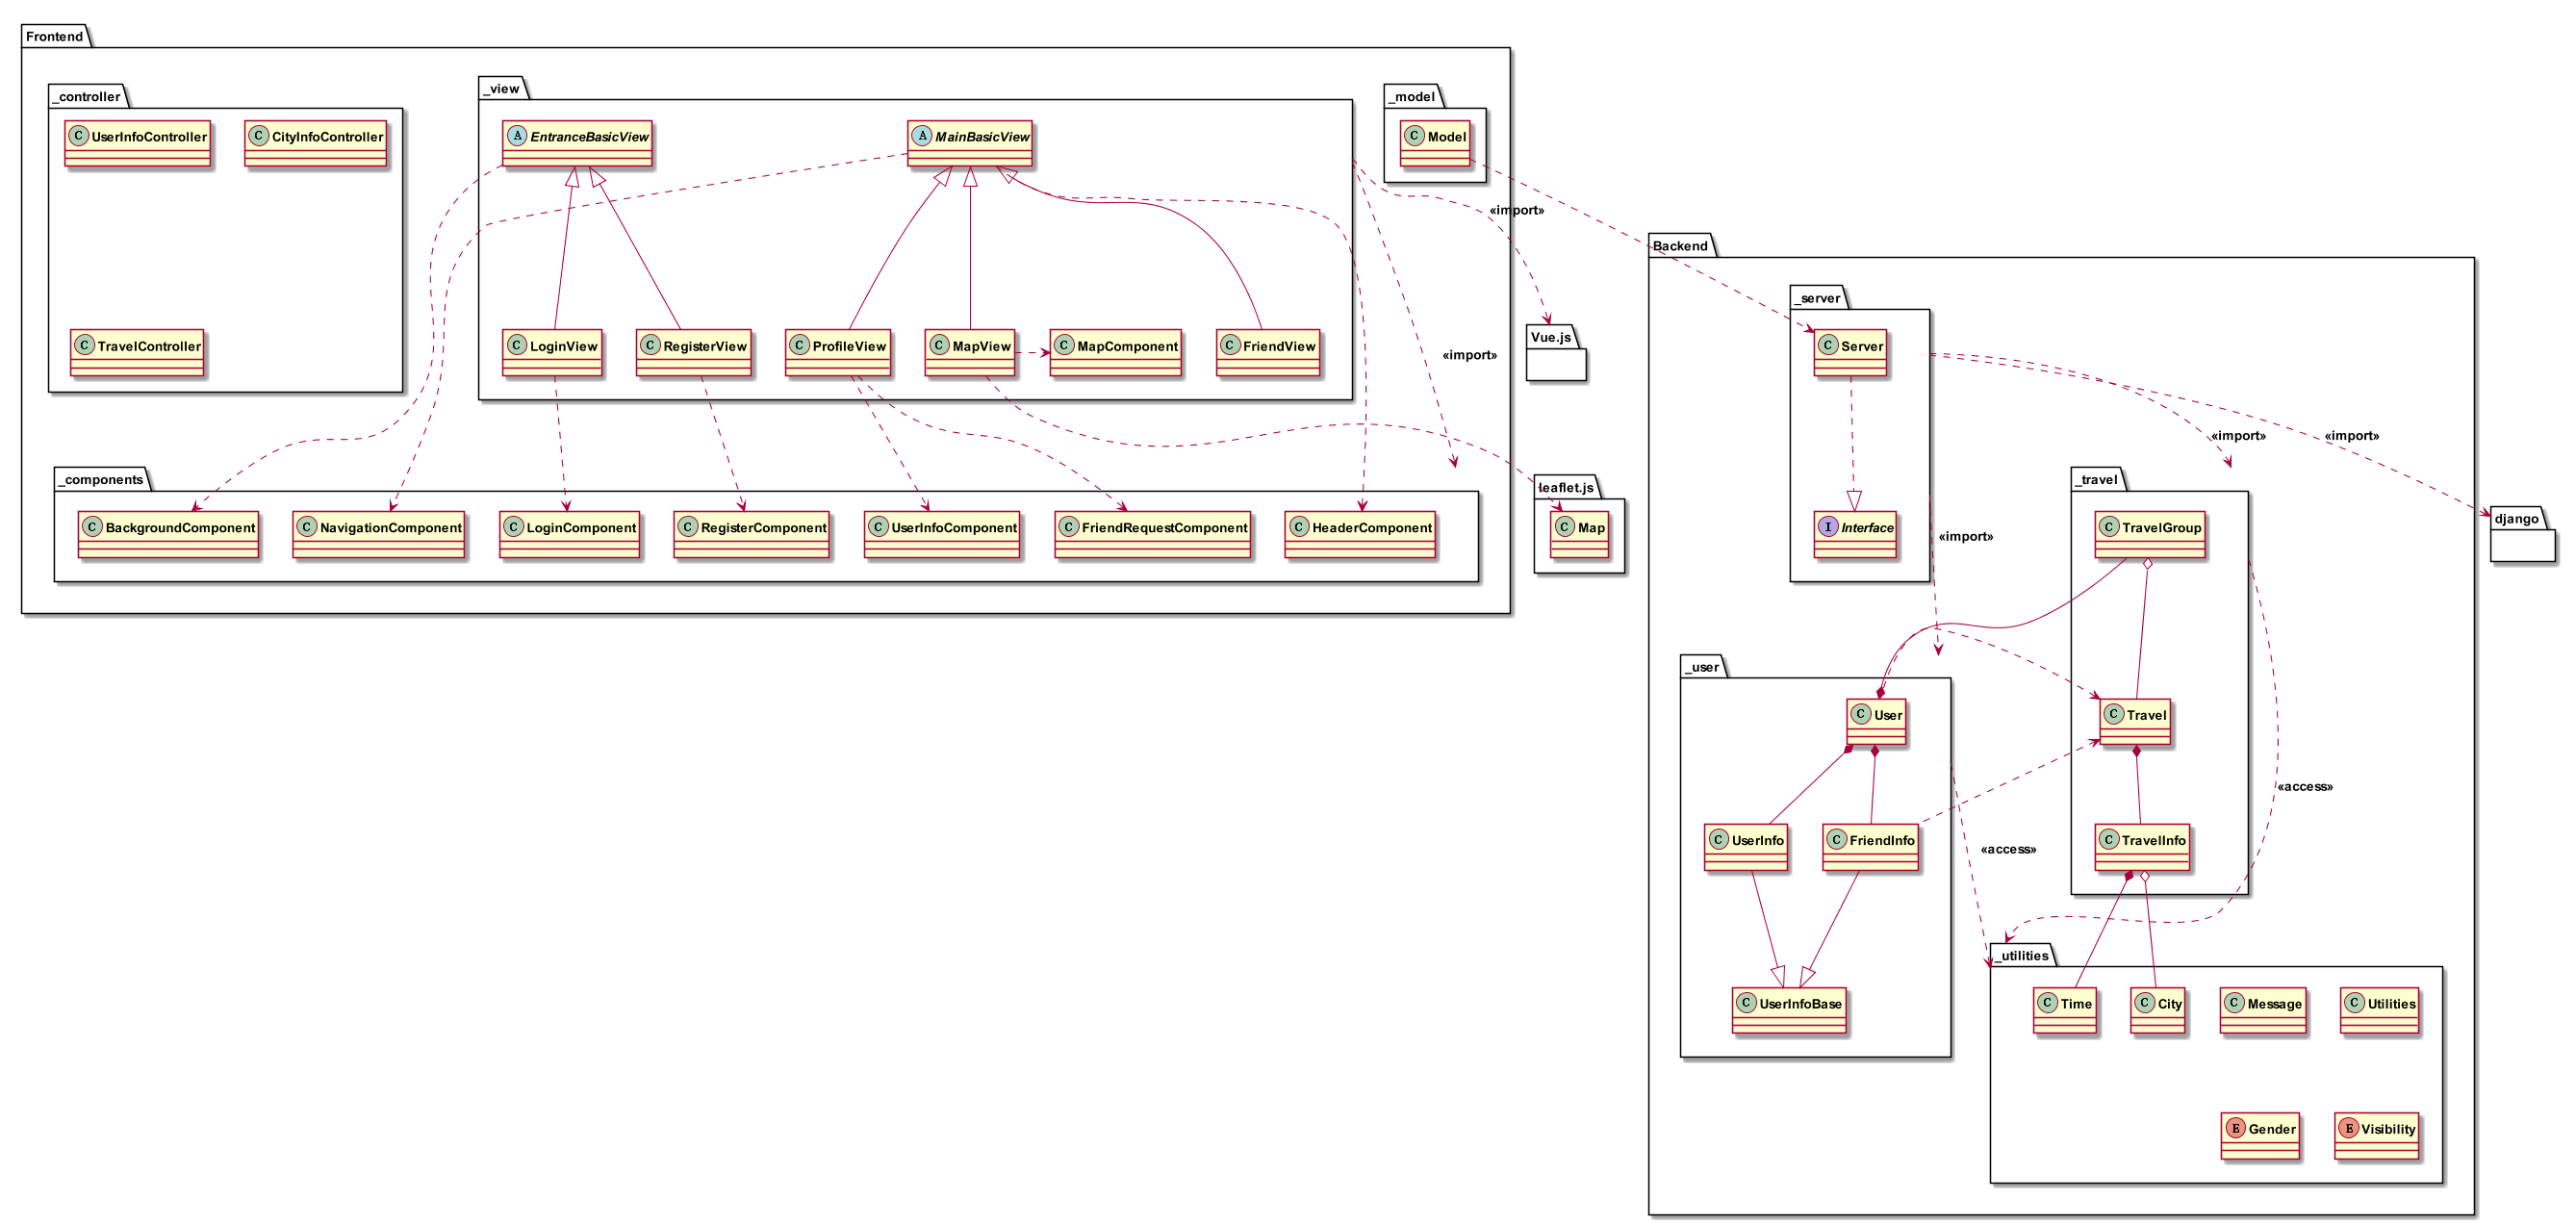 Frontend
_controller
C UserInfoController
C CityInfoController
C TravelController
_view
A EntranceBasicView
A MainBasicView
C LoginView
C RegisterView
C ProfileView
C MapView
C MapComponent
C FriendView
_model
C Model
«import»
«import»
_components
C BackgroundComponent
C NavigationComponent
C LoginComponent
C RegisterComponent
C UserInfoComponent
C FriendRequestComponent
C HeaderComponent
Vue.js
leaflet.js
C Map
Backend
_server
C Server
I Interface
«import»
«import»
«import»
django
_travel
C TravelGroup
C Travel
C TravelInfo
_user
C User
C UserInfo
C FriendInfo
C UserInfoBase
«access»
«access»
_utilities
C Time
C City
C Message
C Utilities
E Gender
E Visibility